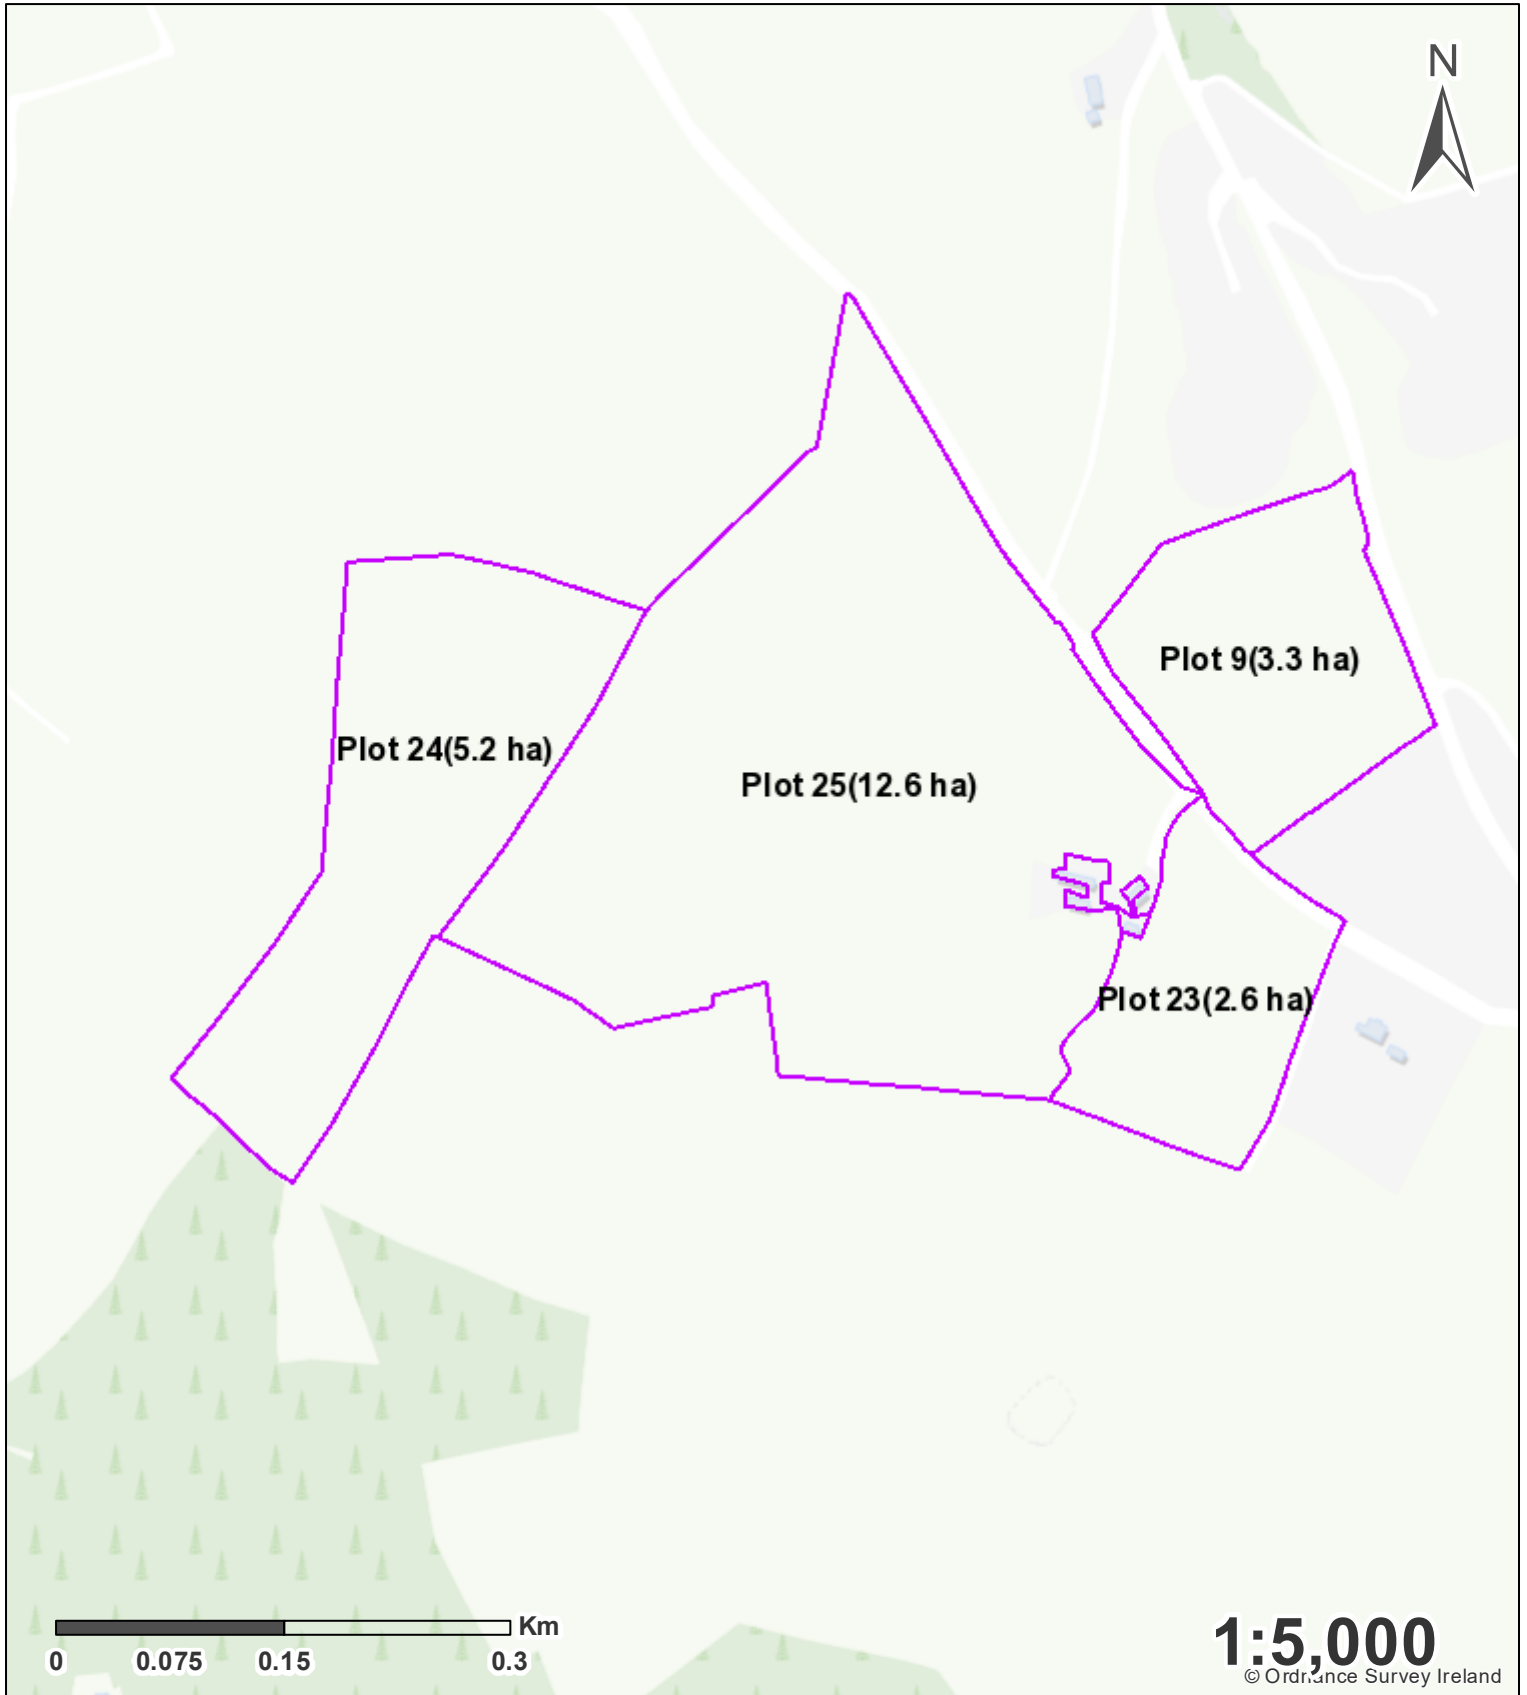 N
Plot 9(3.3 ha)
Plot 24(5.2 ha)
Plot 25(12.6 ha)
Plot 23(2.6 ha)
Km
0 0.075 0.15 0.3
1:5,000
© Ordnance Survey Ireland